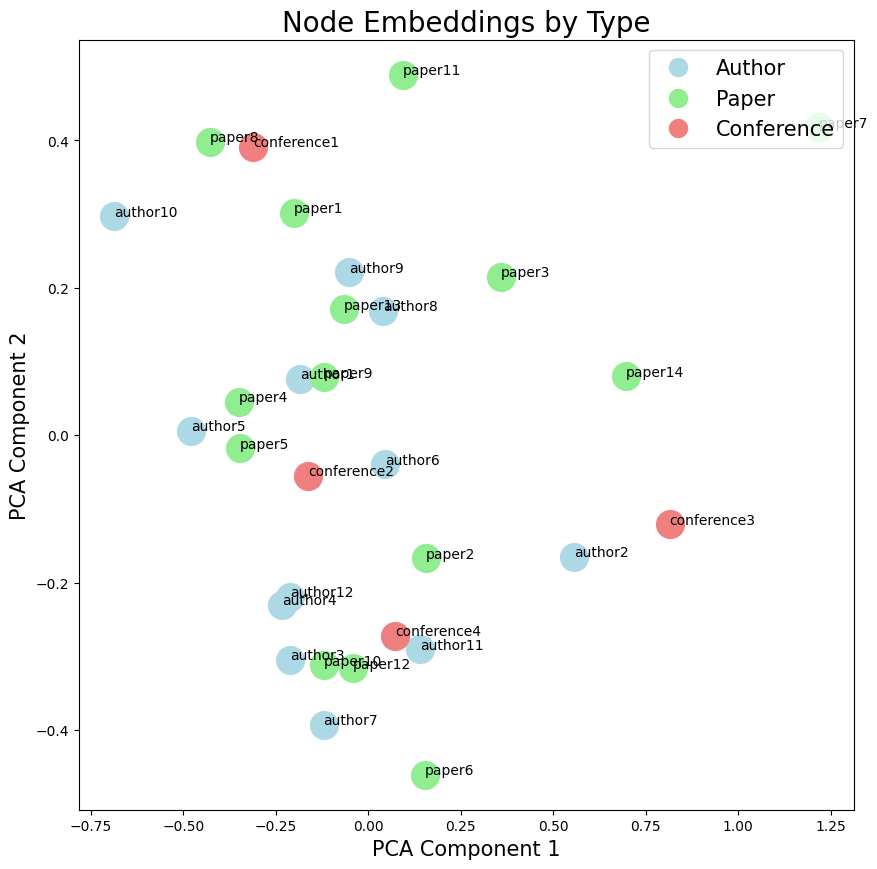 Node Embeddings by Type
Author
Paper
Conference
paper11
paper7
paper8
conference1
author10
paper1
author9
paper3
paper13
author8
author1
paper9
paper14
paper4
author5
paper5
author6
conference2
conference3
paper2
author2
author12
author4
conference4
author11
author3
paper10
paper12
author7
paper6
0.4
0.2
0.0
−0.2
−0.4
PCA Component 2
−0.75
−0.50
−0.25
0.00
0.25
0.50
0.75
1.00
1.25
PCA Component 1